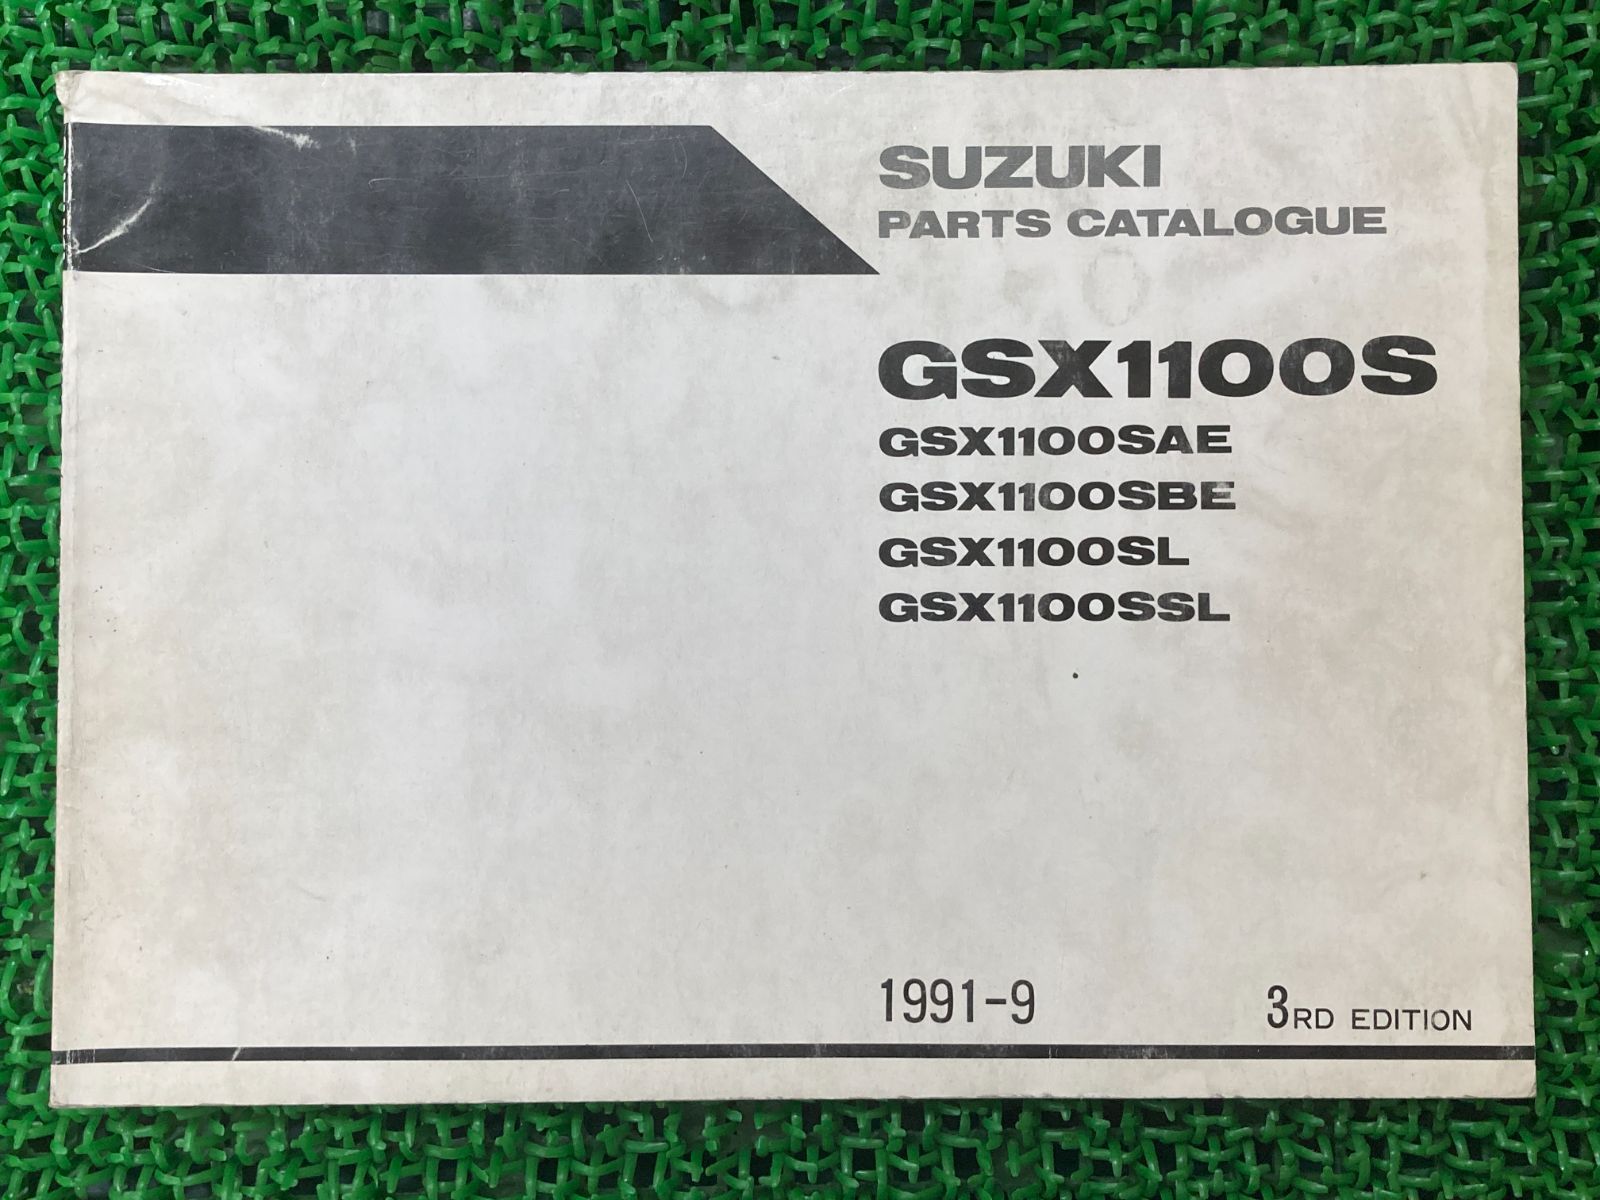 SUZUKI
PARTS CATALOGUE
GSX1100S
GSX1100SAE
GSX1100SBE
GSX1100SL
GSX1100SSL
1991-9
3RD EDITION